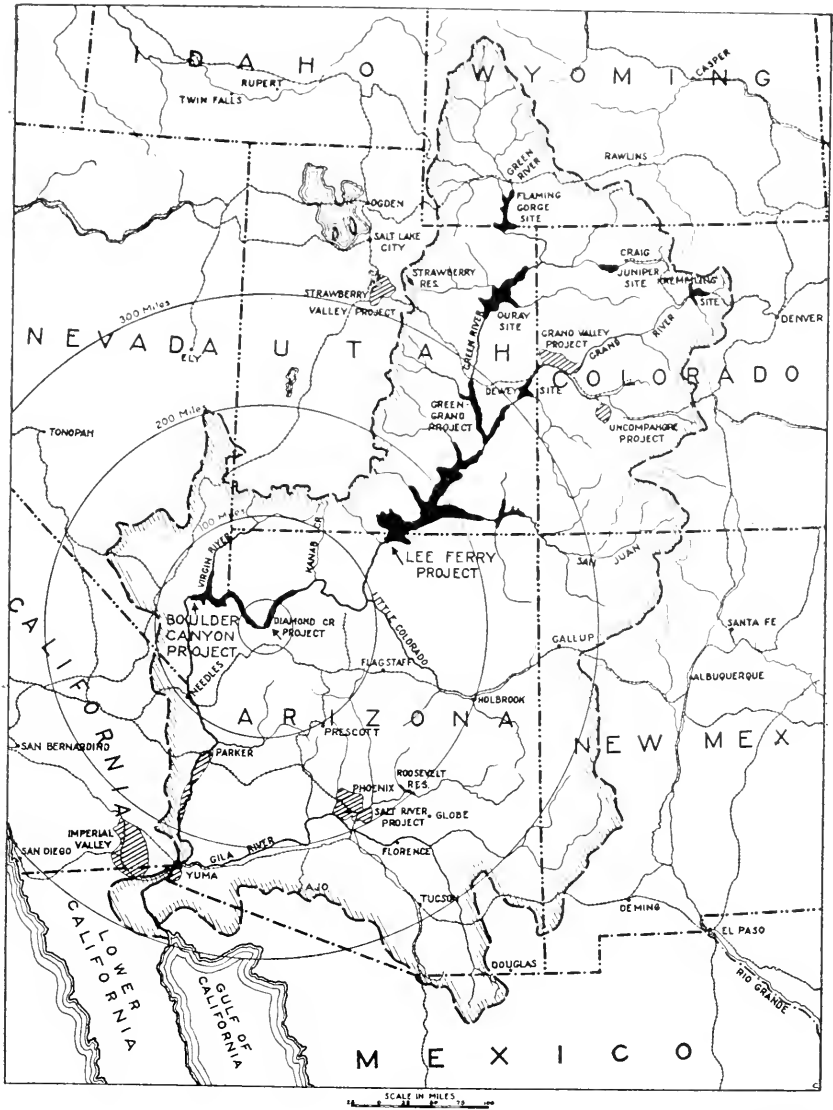 IDAHO
WYOMING
CASPER
RUPERT
TWIN FALLS
GREEN
RIVER
RAWLINS
FLAMING
GORGE
SITE
OGDEN
SALT LAKE
CITY
STRAWBERRY
RES.
CRAIG
JUNIPER
SITE
KREMMLING
SITE
STRAWBERRY
VALLEY PROJECT
OURAY
SITE
300 Miles
DENVER
GRAND VALLEY
PROJECT
GRAND RIVER
GREEN RIVER
NEVADA
ELY
UTAH
COLORADO
DEWEY SITE
GREEN-
GRAND
PROJECT
UNCOMPAHGRE
PROJECT
200 Miles
TONOPAH
100 Miles
VIRGIN RIVER
KANAB CR
LEE FERRY
PROJECT
SAN JUAN
CALIFORNIA
BOULDER
CANYON
PROJECT
DIAMOND CR
PROJECT
LITTLE COLORADO
SANTA FE
GALLUP
FLAGSTAFF
NEEDLES
ALBUQUERQUE
HOLBROOK
ARIZONA
PRESCOTT
NEW MEX
SAN BERNARDINO
PARKER
ROOSEVELT
RES.
PHOENIX
SALT RIVER
PROJECT
GLOBE
IMPERIAL
VALLEY
SAN DIEGO
GILA RIVER
FLORENCE
YUMA
AJO
TUCSON
DEMING
EL PASO
LOWER
CALIFORNIA
GULF OF
CALIFORNIA
DOUGLAS
RIO GRANDE
MEXICO
SCALE IN MILES
25 0 25 50 75 100